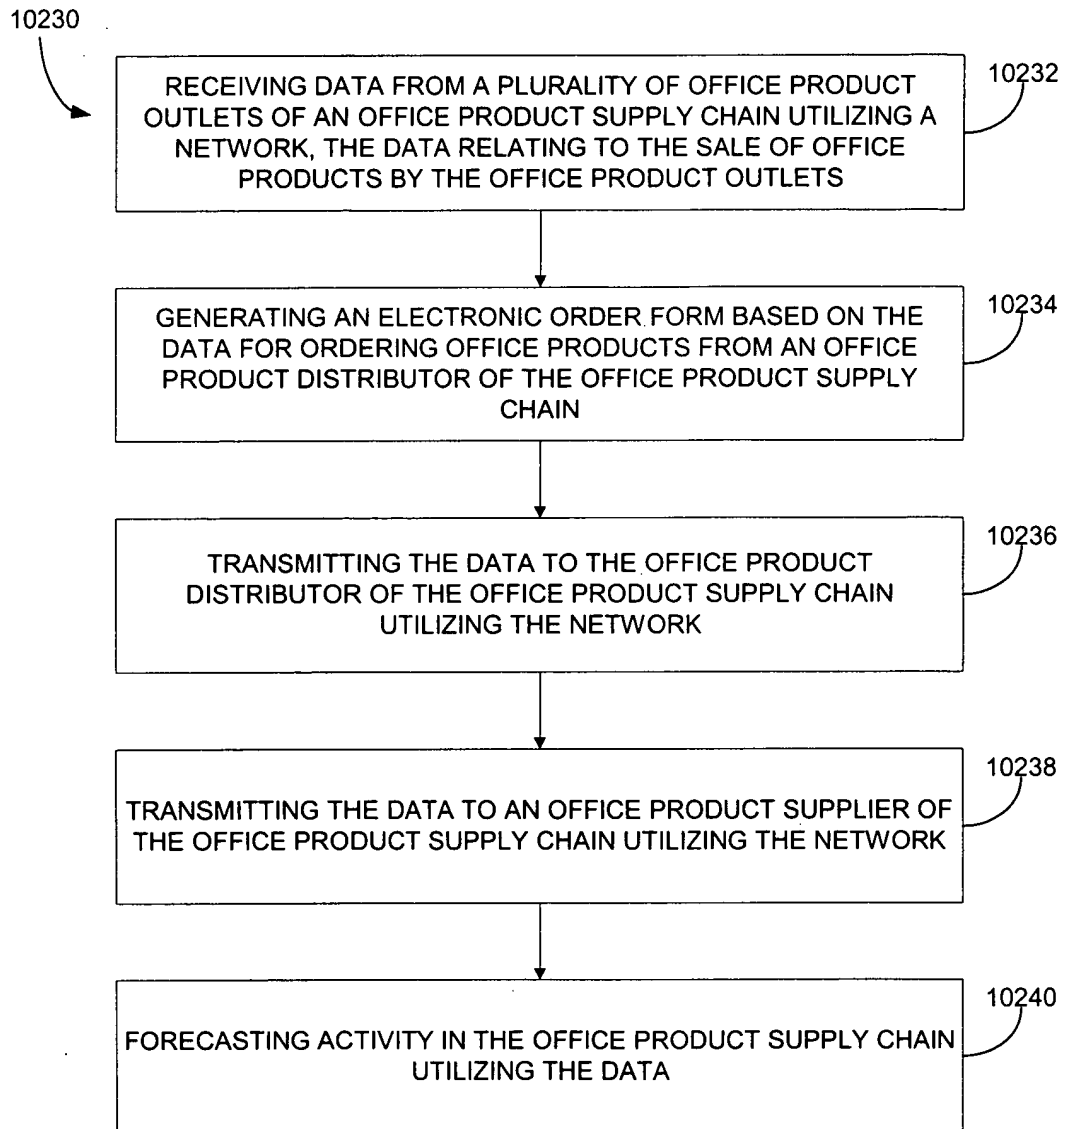 10230
RECEIVING DATA FROM A PLURALITY OF OFFICE PRODUCT
OUTLETS OF AN OFFICE PRODUCT SUPPLY CHAIN UTILIZING A
NETWORK, THE DATA RELATING TO THE SALE OF OFFICE
PRODUCTS BY THE OFFICE PRODUCT OUTLETS
10232
GENERATING AN ELECTRONIC ORDER FORM BASED ON THE
DATA FOR ORDERING OFFICE PRODUCTS FROM AN OFFICE
PRODUCT DISTRIBUTOR OF THE OFFICE PRODUCT SUPPLY
CHAIN
10234
TRANSMITTING THE DATA TO THE OFFICE PRODUCT
DISTRIBUTOR OF THE OFFICE PRODUCT SUPPLY CHAIN
UTILIZING THE NETWORK
10236
TRANSMITTING THE DATA TO AN OFFICE PRODUCT SUPPLIER OF
THE OFFICE PRODUCT SUPPLY CHAIN UTILIZING THE NETWORK
10238
FORECASTING ACTIVITY IN THE OFFICE PRODUCT SUPPLY CHAIN
UTILIZING THE DATA
10240